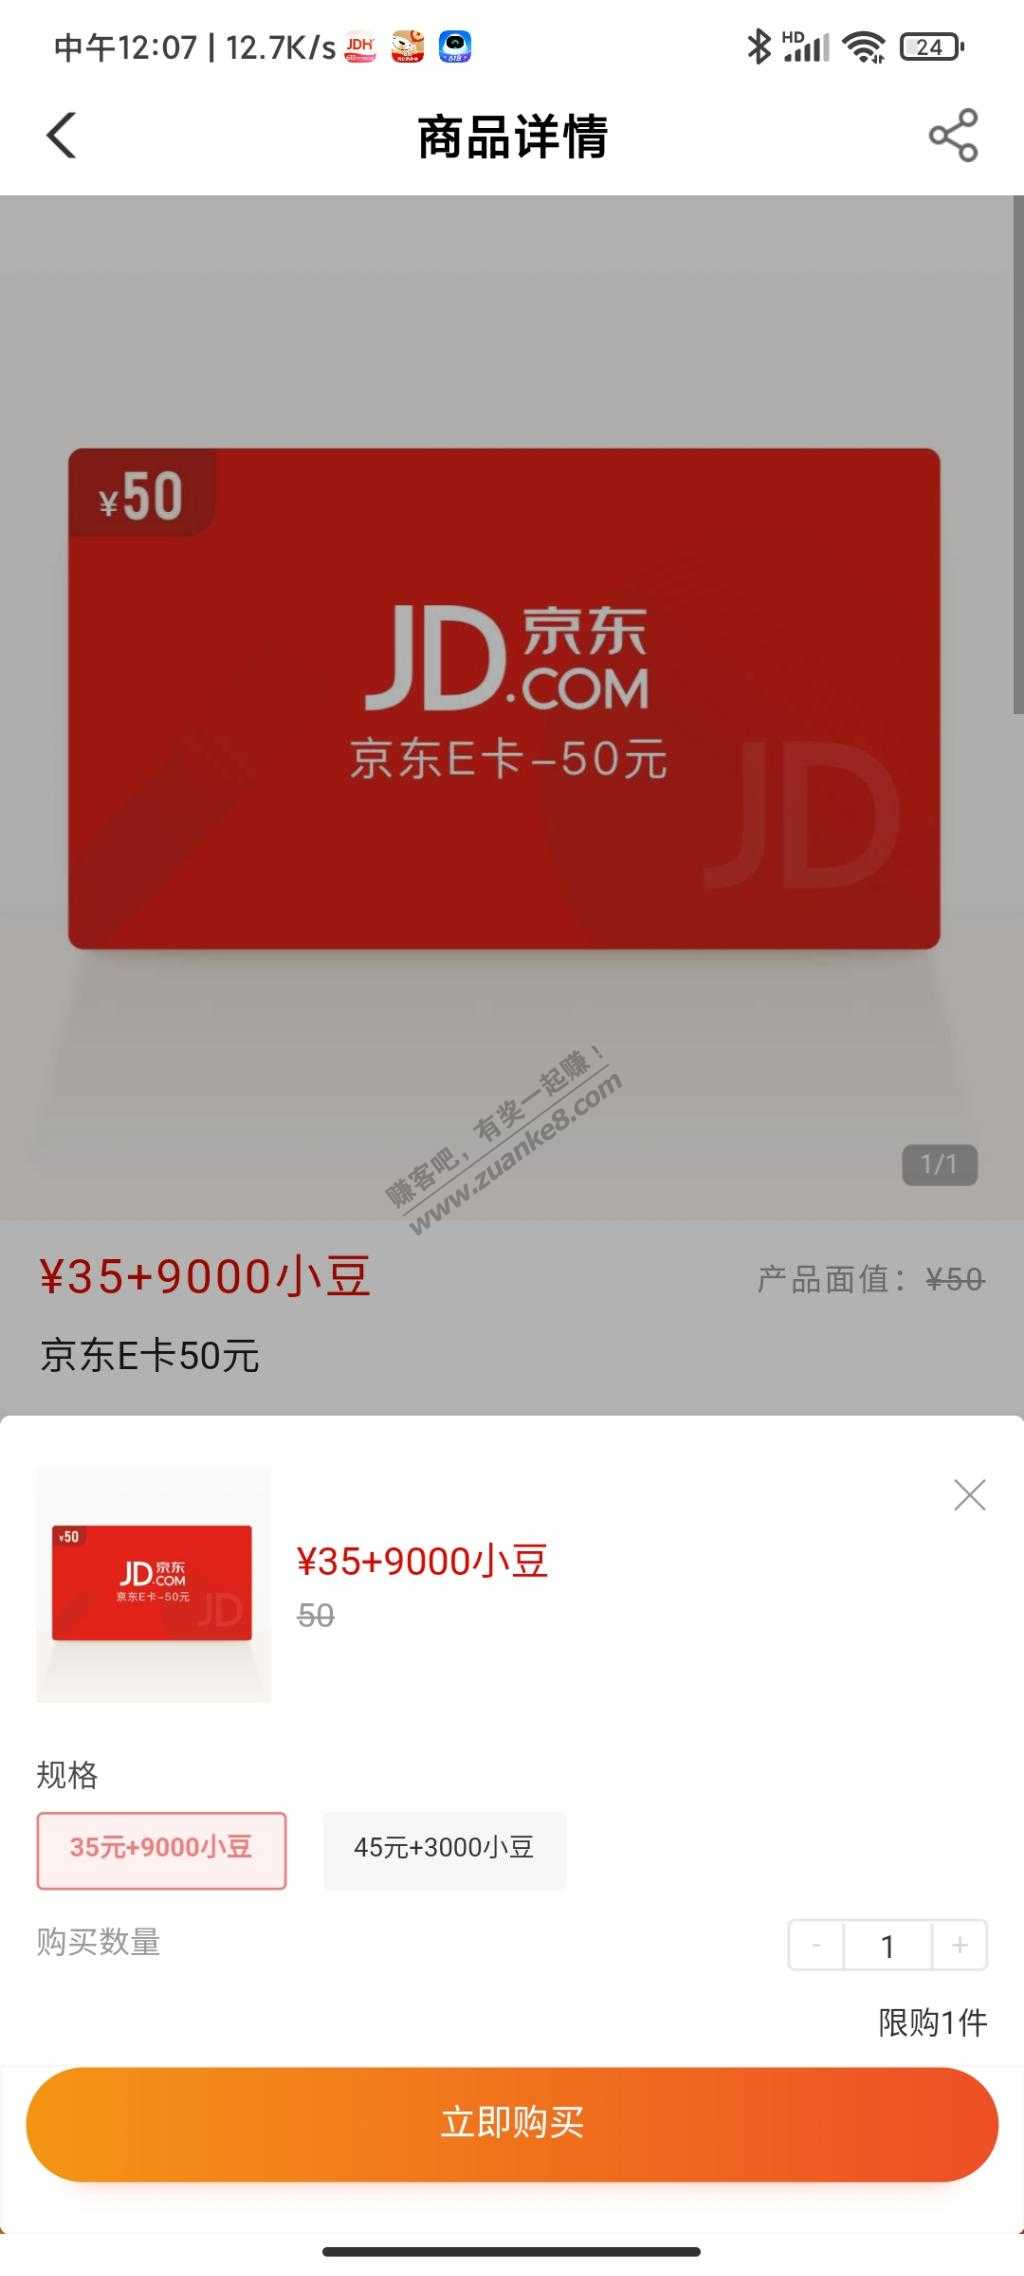 中午12:07 | 12.7K/s JDH 618 HD 24
商品详情
¥50
JD.京东
.COM
京东E卡-50元
JD
赚客吧，有奖一起赚！
www.zuanke8.com
1/1
¥35+9000小豆 产品面值：¥50
京东E卡50元
¥50
JD.京东
.COM
京东E卡-50元
JD
¥35+9000小豆
50
规格
35元+9000小豆 45元+3000小豆
购买数量 - 1 +
限购1件
立即购买